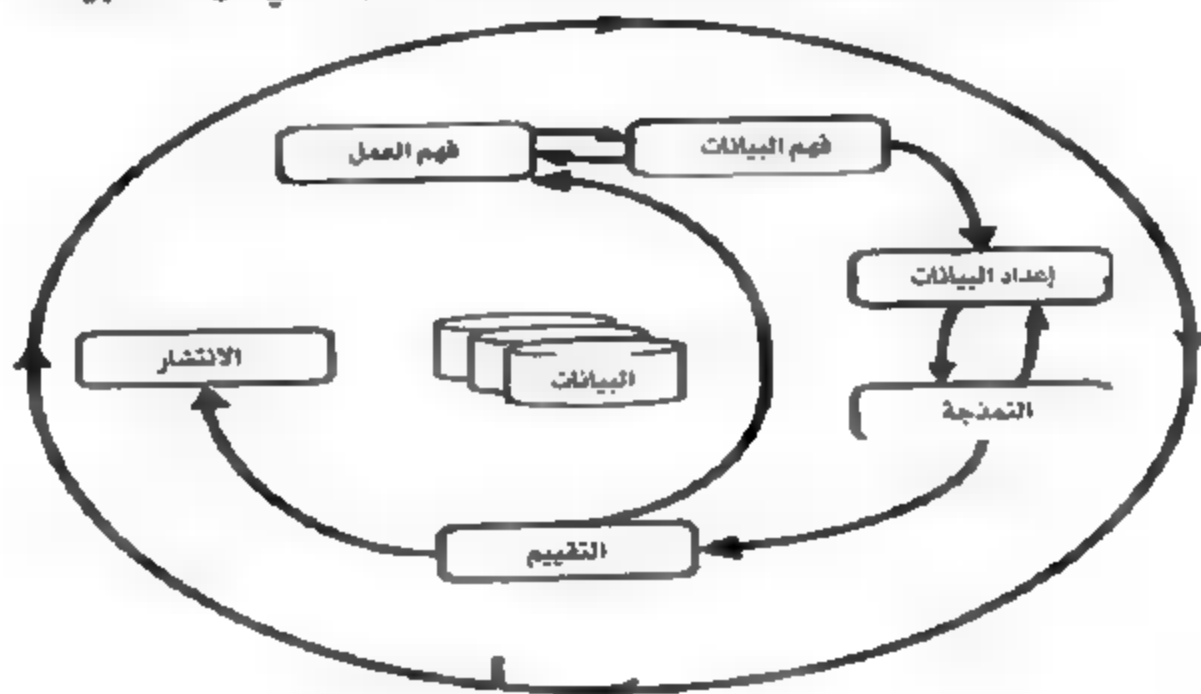 فهم العمل
فهم البيانات
إعداد البيانات
الانتشار
البيانات
النمذجة
التقييم